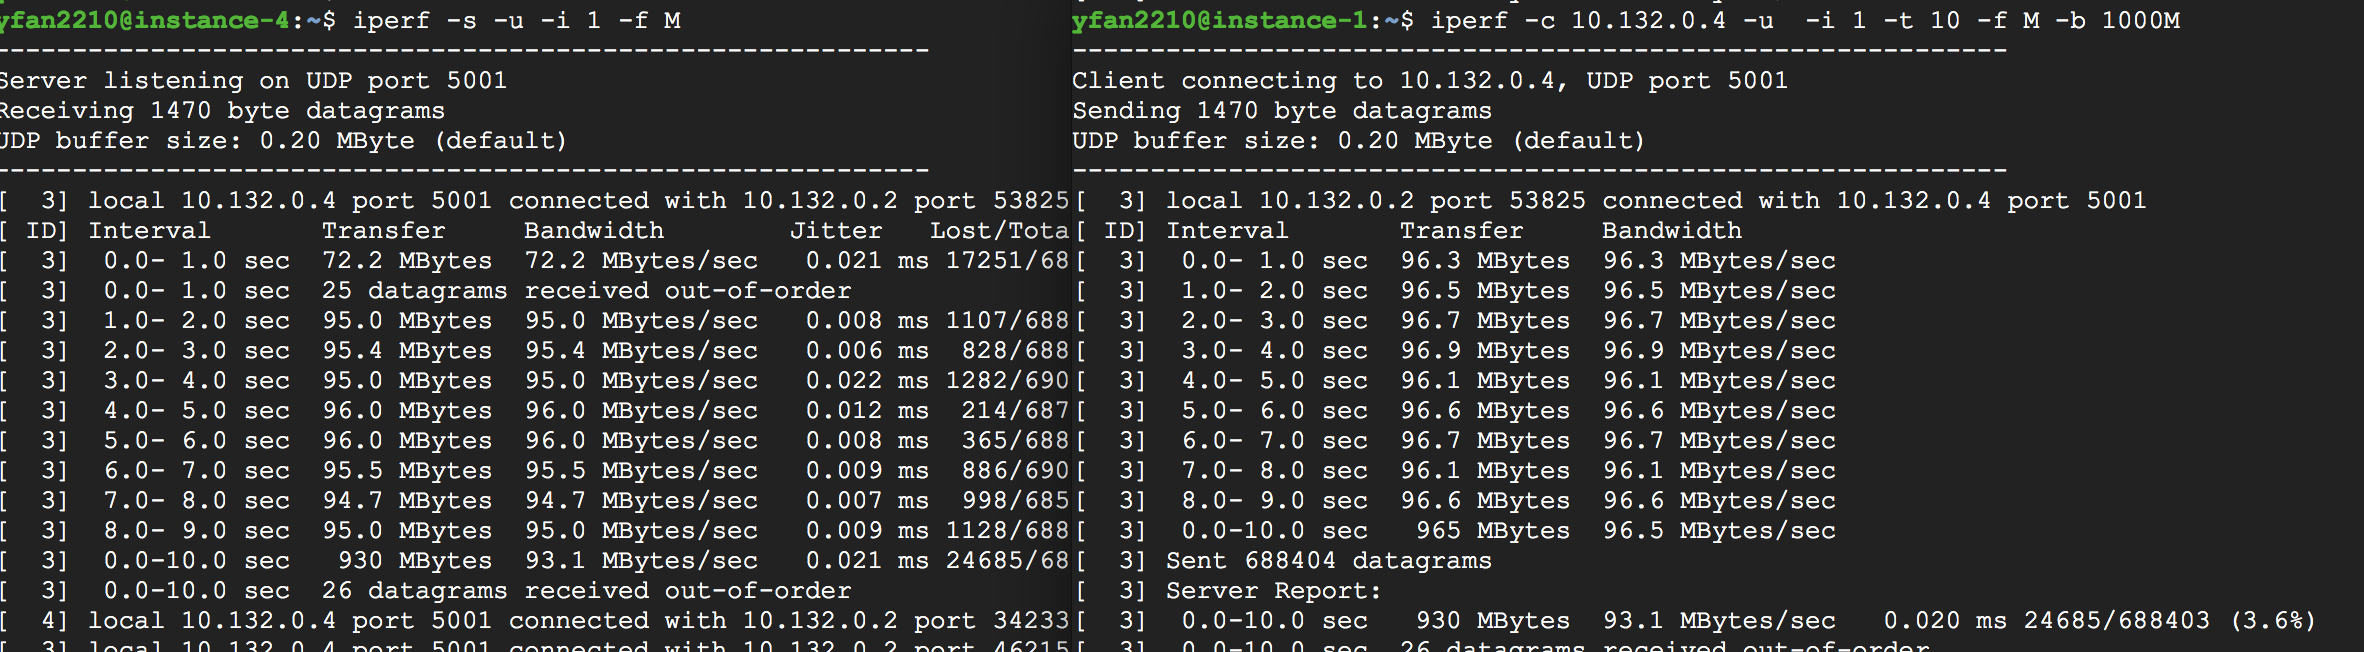 yfan2210@instance-4:~$ iperf -s -u -i 1 -f M
------------------------------------------------------------
Server listening on UDP port 5001
Receiving 1470 byte datagrams
UDP buffer size: 0.20 MByte (default)
------------------------------------------------------------
[  3] local 10.132.0.4 port 5001 connected with 10.132.0.2 port 53825
[ ID] Interval       Transfer     Bandwidth        Jitter   Lost/Tota
[  3]  0.0- 1.0 sec  72.2 MBytes  72.2 MBytes/sec   0.021 ms 17251/68
[  3]  0.0- 1.0 sec  25 datagrams received out-of-order
[  3]  1.0- 2.0 sec  95.0 MBytes  95.0 MBytes/sec   0.008 ms 1107/688
[  3]  2.0- 3.0 sec  95.4 MBytes  95.4 MBytes/sec   0.006 ms  828/688
[  3]  3.0- 4.0 sec  95.0 MBytes  95.0 MBytes/sec   0.022 ms 1282/690
[  3]  4.0- 5.0 sec  96.0 MBytes  96.0 MBytes/sec   0.012 ms  214/687
[  3]  5.0- 6.0 sec  96.0 MBytes  96.0 MBytes/sec   0.008 ms  365/688
[  3]  6.0- 7.0 sec  95.5 MBytes  95.5 MBytes/sec   0.009 ms  886/690
[  3]  7.0- 8.0 sec  94.7 MBytes  94.7 MBytes/sec   0.007 ms  998/685
[  3]  8.0- 9.0 sec  95.0 MBytes  95.0 MBytes/sec   0.009 ms 1128/688
[  3]  0.0-10.0 sec   930 MBytes  93.1 MBytes/sec   0.021 ms 24685/68
[  3]  0.0-10.0 sec  26 datagrams received out-of-order
[  4] local 10.132.0.4 port 5001 connected with 10.132.0.2 port 34233
[  3] local 10.132.0.4 port 5001 connected with 10.132.0.2 port 46215
yfan2210@instance-1:~$ iperf -c 10.132.0.4 -u  -i 1 -t 10 -f M -b 1000M
------------------------------------------------------------
Client connecting to 10.132.0.4, UDP port 5001
Sending 1470 byte datagrams
UDP buffer size: 0.20 MByte (default)
------------------------------------------------------------
[  3] local 10.132.0.2 port 53825 connected with 10.132.0.4 port 5001
[ ID] Interval       Transfer     Bandwidth
[  3]  0.0- 1.0 sec  96.3 MBytes  96.3 MBytes/sec
[  3]  1.0- 2.0 sec  96.5 MBytes  96.5 MBytes/sec
[  3]  2.0- 3.0 sec  96.7 MBytes  96.7 MBytes/sec
[  3]  3.0- 4.0 sec  96.9 MBytes  96.9 MBytes/sec
[  3]  4.0- 5.0 sec  96.1 MBytes  96.1 MBytes/sec
[  3]  5.0- 6.0 sec  96.6 MBytes  96.6 MBytes/sec
[  3]  6.0- 7.0 sec  96.7 MBytes  96.7 MBytes/sec
[  3]  7.0- 8.0 sec  96.1 MBytes  96.1 MBytes/sec
[  3]  8.0- 9.0 sec  96.6 MBytes  96.6 MBytes/sec
[  3]  0.0-10.0 sec   965 MBytes  96.5 MBytes/sec
[  3] Sent 688404 datagrams
[  3] Server Report:
[  3]  0.0-10.0 sec   930 MBytes  93.1 MBytes/sec   0.020 ms 24685/688403 (3.6%)
[  3]  0.0-10.0 sec  26 datagrams received out-of-order